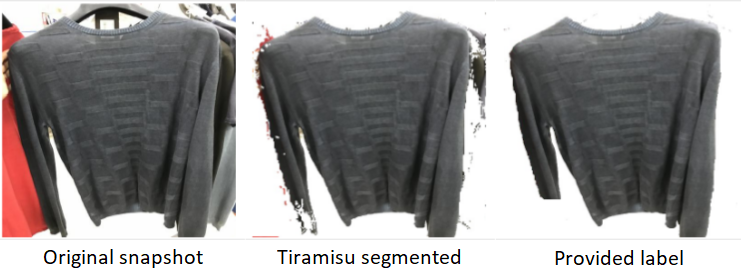 Original snapshot
Tiramisu segmented
Provided label